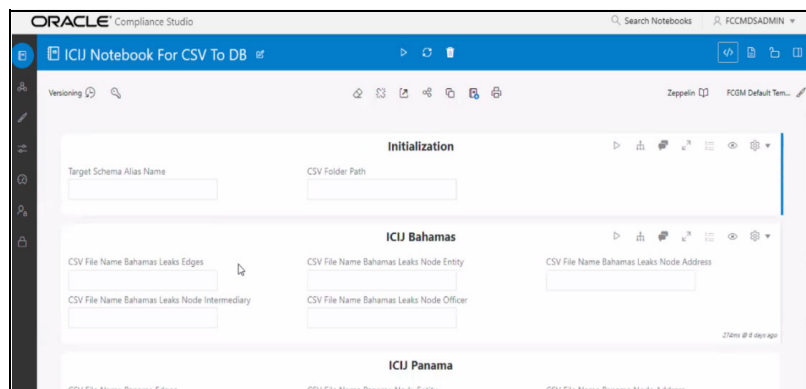 ORACLE Compliance Studio
Search Notebooks
FCCMDSADMIN
ICIJ Notebook For CSV To DB
Versioning
Zeppelin
FCGM Default Tem...
Initialization
Target Schema Alias Name
CSV Folder Path
ICIJ Bahamas
CSV File Name Bahamas Leaks Edges
CSV File Name Bahamas Leaks Node Entity
CSV File Name Bahamas Leaks Node Address
CSV File Name Bahamas Leaks Node Intermediary
CSV File Name Bahamas Leaks Node Officer
274ms @ 8 days ago
ICIJ Panama